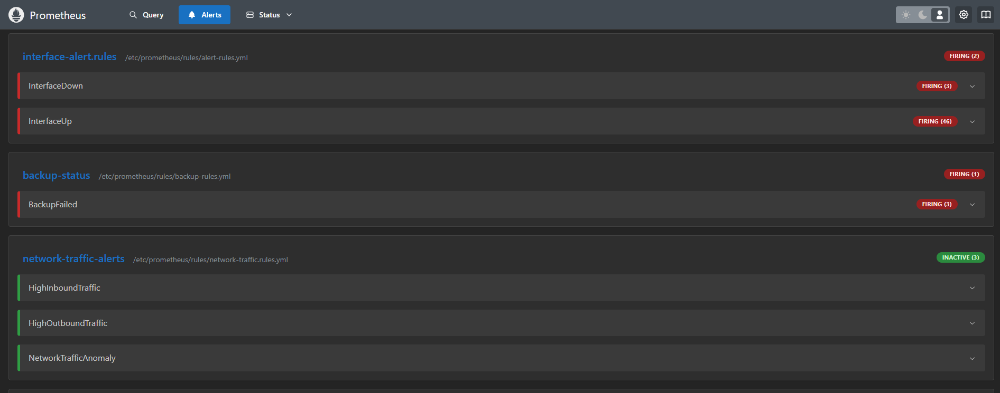 Prometheus Query Alerts Status
interface-alert.rules /etc/prometheus/rules/alert-rules.yml FIRING (2)
InterfaceDown FIRING (3)
InterfaceUp FIRING (46)
backup-status /etc/prometheus/rules/backup-rules.yml FIRING (1)
BackupFailed FIRING (3)
network-traffic-alerts /etc/prometheus/rules/network-traffic.rules.yml INACTIVE (3)
HighInboundTraffic
HighOutboundTraffic
NetworkTrafficAnomaly